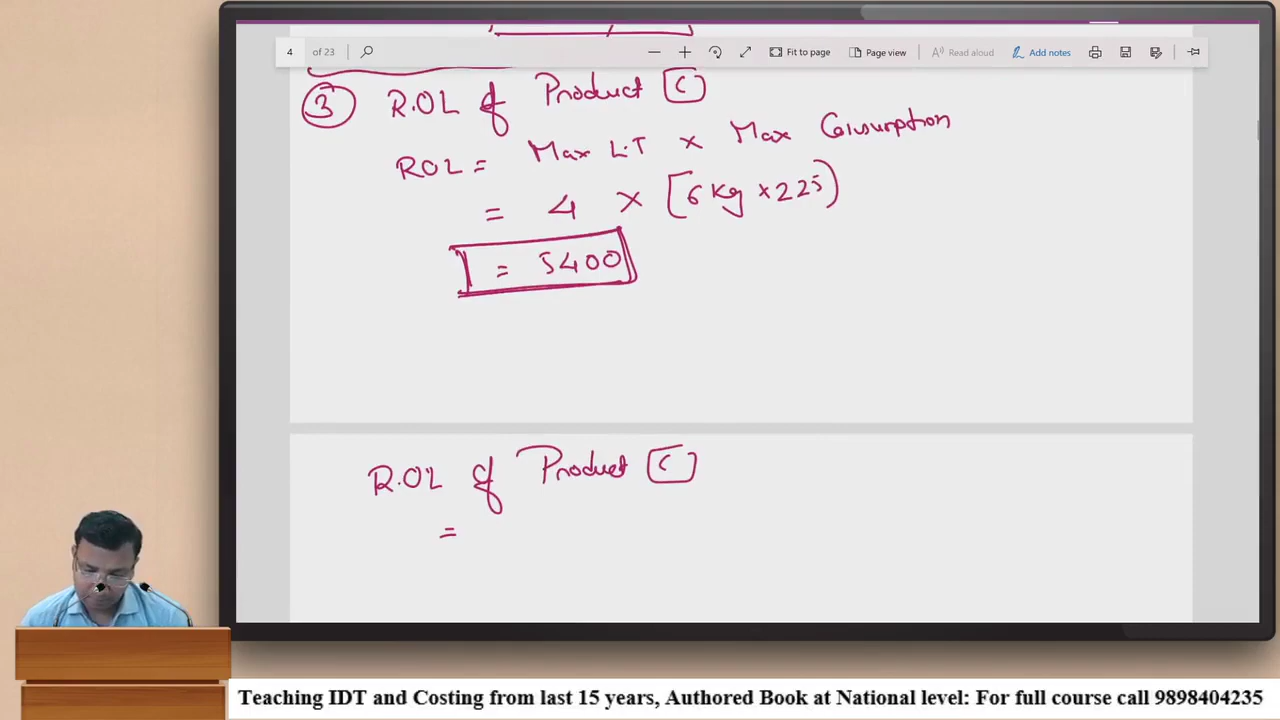 4 of 23 Fit to page Page view Read aloud Add notes
3 R.OL of Product C
ROL = Max L.T × Max Consumption
= 4 × [6 Kg × 225)
= 5400
R.OL of Product C
=
Teaching IDT and Costing from last 15 years, Authored Book at National level: For full course call 9898404235